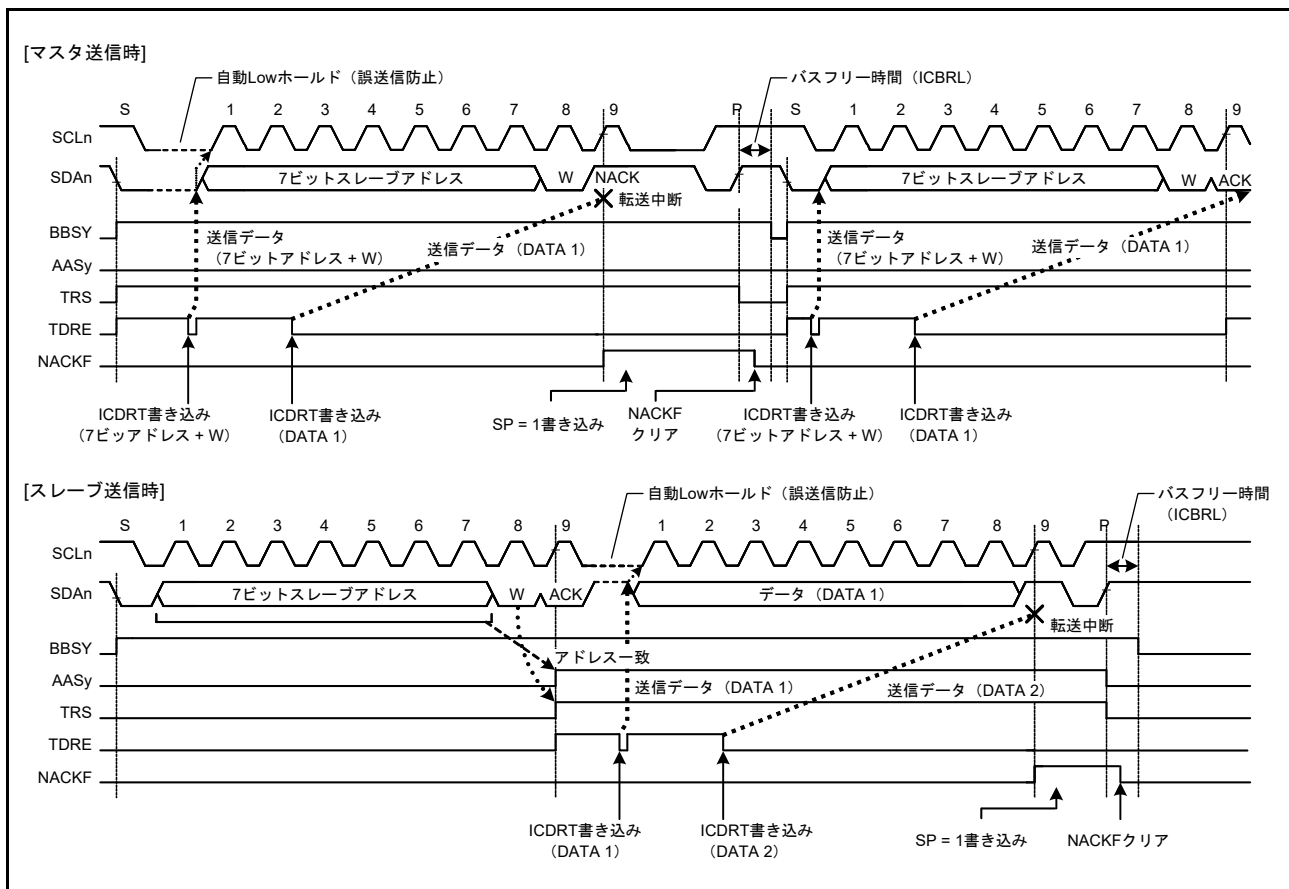 [マスタ送信時]
自動Lowホールド（誤送信防止）
バスフリー時間（ICBRL）
S 1 2 3 4 5 6 7 8 9 P S 1 2 3 4 5 6 7 8 9
SCLn
SDAn 7ビットスレーブアドレス W NACK 7ビットスレーブアドレス W ACK
転送中断
BBSY
送信データ
（7ビットアドレス + W）
送信データ（DATA 1）
送信データ
（7ビットアドレス + W）
送信データ（DATA 1）
AASy
TRS
TDRE
NACKF
ICDRT書き込み
（7ビッアドレス + W）
ICDRT書き込み
（DATA 1）
SP = 1書き込み
NACKF
クリア
ICDRT書き込み
（7ビットアドレス + W）
ICDRT書き込み
（DATA 1）
[スレーブ送信時]
自動Lowホールド（誤送信防止）
バスフリー時間
（ICBRL）
S 1 2 3 4 5 6 7 8 9 1 2 3 4 5 6 7 8 9 P
SCLn
SDAn 7ビットスレーブアドレス W ACK データ（DATA 1）
転送中断
BBSY
アドレス一致
AASy
送信データ（DATA 1） 送信データ（DATA 2）
TRS
TDRE
NACKF
ICDRT書き込み
（DATA 1）
ICDRT書き込み
（DATA 2）
SP = 1書き込み
NACKFクリア